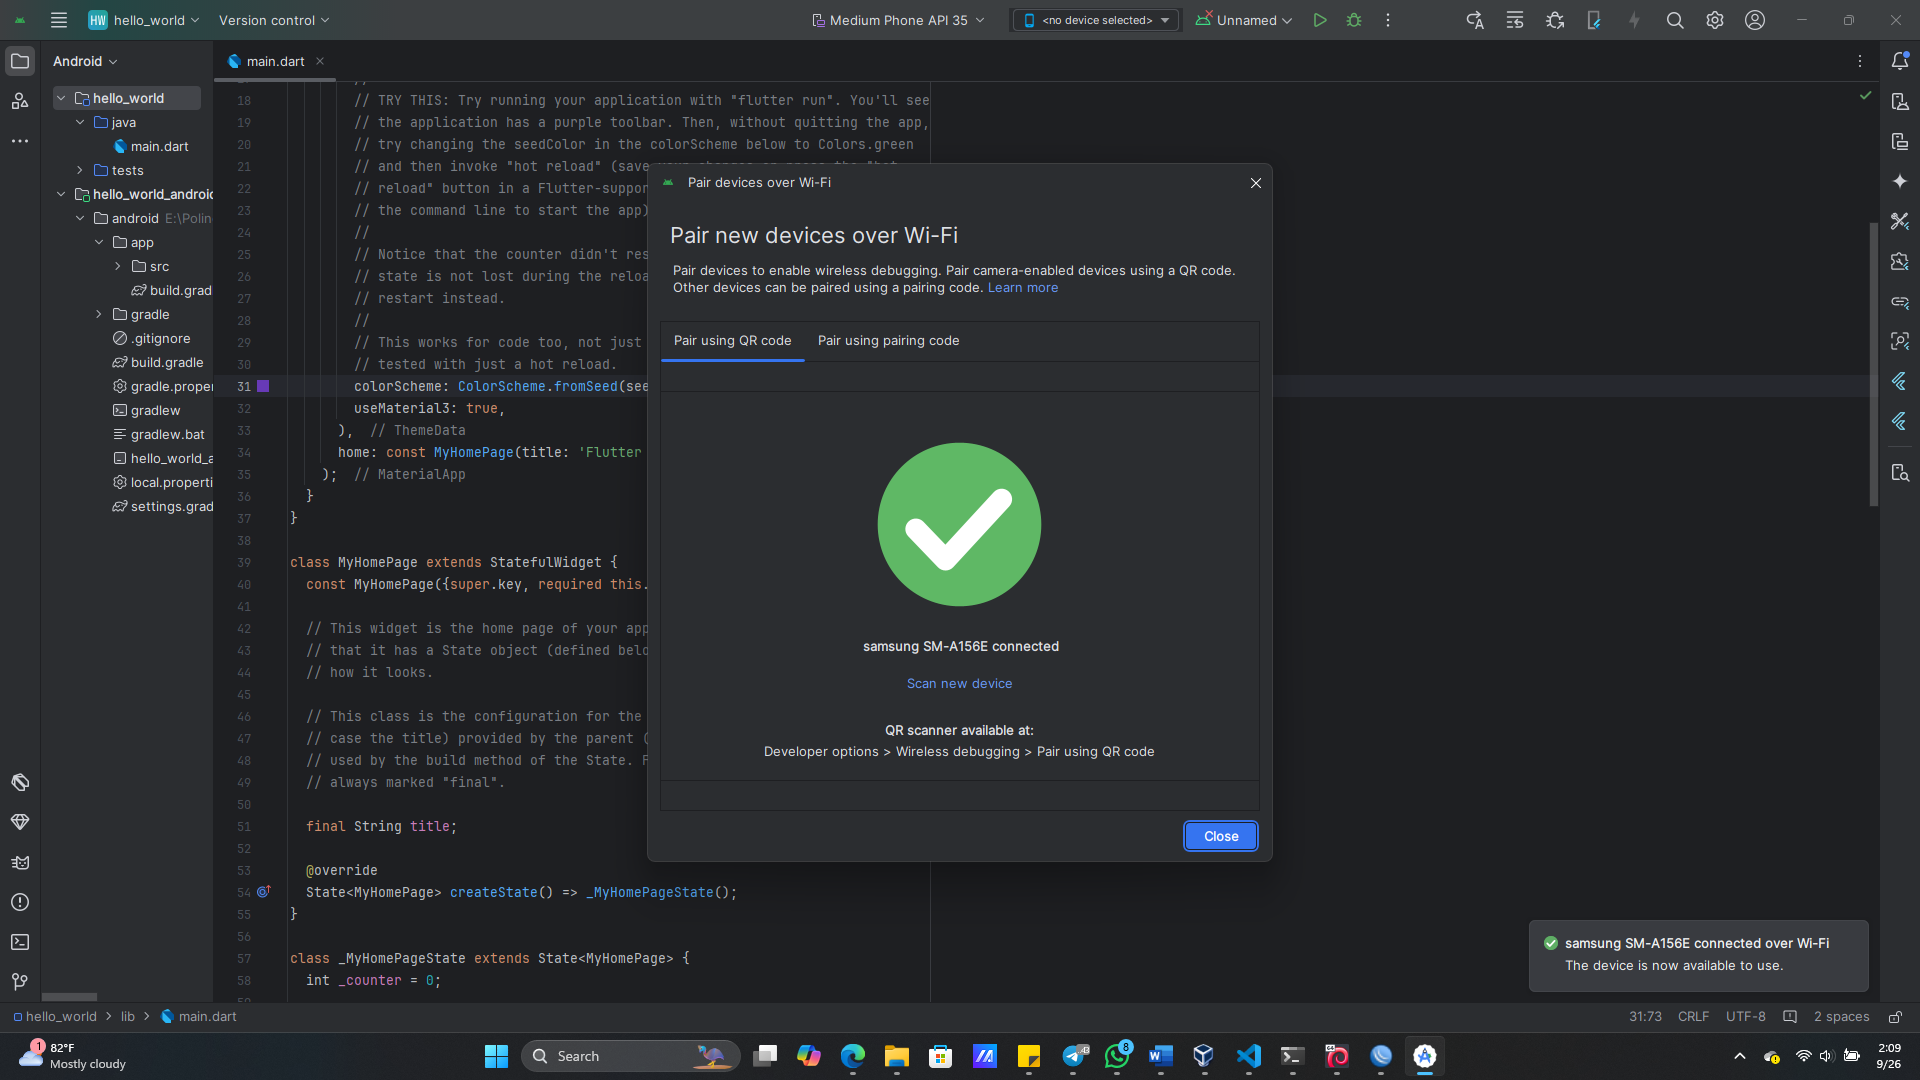 HW hello_world
Version control
Medium Phone API 35
<no device selected>
Unnamed
Android
main.dart
hello_world
java
main.dart
tests
hello_world_android
android E:\Polin
app
src
build.grad
gradle
.gitignore
build.gradle
gradle.proper
gradlew
gradlew.bat
hello_world_a
local.properti
settings.grad
18 // TRY THIS: Try running your application with "flutter run". You'll see
19 // the application has a purple toolbar. Then, without quitting the app,
20 // try changing the seedColor in the colorScheme below to Colors.green
21 // and then invoke "hot reload" (save your changes or press the "hot
22 // reload" button in a Flutter-suppor
23 // the command line to start the app)
24 //
25 // Notice that the counter didn't res
26 // state is not lost during the reloa
27 // restart instead.
28 //
29 // This works for code too, not just
30 // tested with just a hot reload.
31 colorScheme: ColorScheme.fromSeed(see
32 useMaterial3: true,
33 ), // ThemeData
34 home: const MyHomePage(title: 'Flutter
35 ); // MaterialApp
36 }
37 }
38
39 class MyHomePage extends StatefulWidget {
40 const MyHomePage({super.key, required this.
41
42 // This widget is the home page of your app
43 // that it has a State object (defined belo
44 // how it looks.
45
46 // This class is the configuration for the
47 // case the title) provided by the parent (
48 // used by the build method of the State. F
49 // always marked "final".
50
51 final String title;
52
53 @override
54 State<MyHomePage> createState() => _MyHomePageState();
55 }
56
57 class _MyHomePageState extends State<MyHomePage> {
58 int _counter = 0;
Pair devices over Wi-Fi
Pair new devices over Wi-Fi
Pair devices to enable wireless debugging. Pair camera-enabled devices using a QR code.
Other devices can be paired using a pairing code. Learn more
Pair using QR code
Pair using pairing code
samsung SM-A156E connected
Scan new device
QR scanner available at:
Developer options > Wireless debugging > Pair using QR code
Close
samsung SM-A156E connected over Wi-Fi
The device is now available to use.
hello_world > lib > main.dart
31:73 CRLF UTF-8 2 spaces
1
82°F
Mostly cloudy
Search
8
2:09
9/26